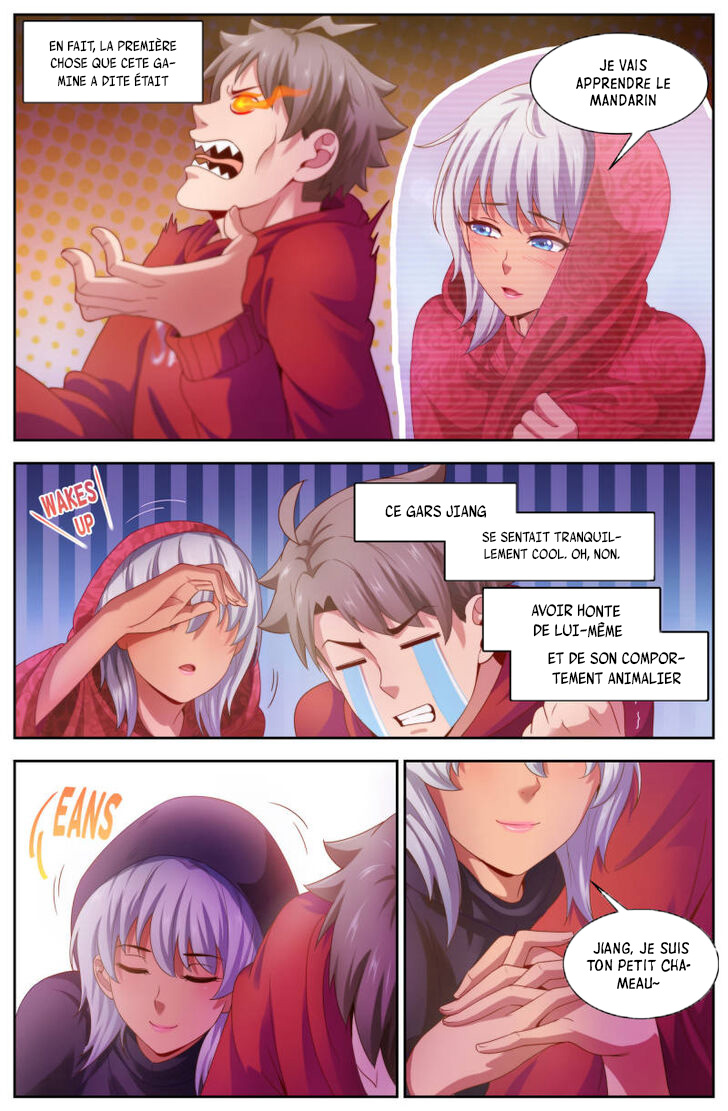 EN FAIT, LA PREMIÈRE
CHOSE QUE CETE GA-
MINE A DITE ÉTAIT
JE VAIS
APPRENDRE LE
MANDARIN
WAKES
UP
CE GARS JIANG
SE SENTAIT TRANQUIL-
LEMENT COOL. OH, NON.
AVOIR HONTE
DE LUI-MÊME
ET DE SON COMPOR-
TEMENT ANIMALIER
EANS
JIANG, JE SUIS
TON PETIT CHA-
MEAU~